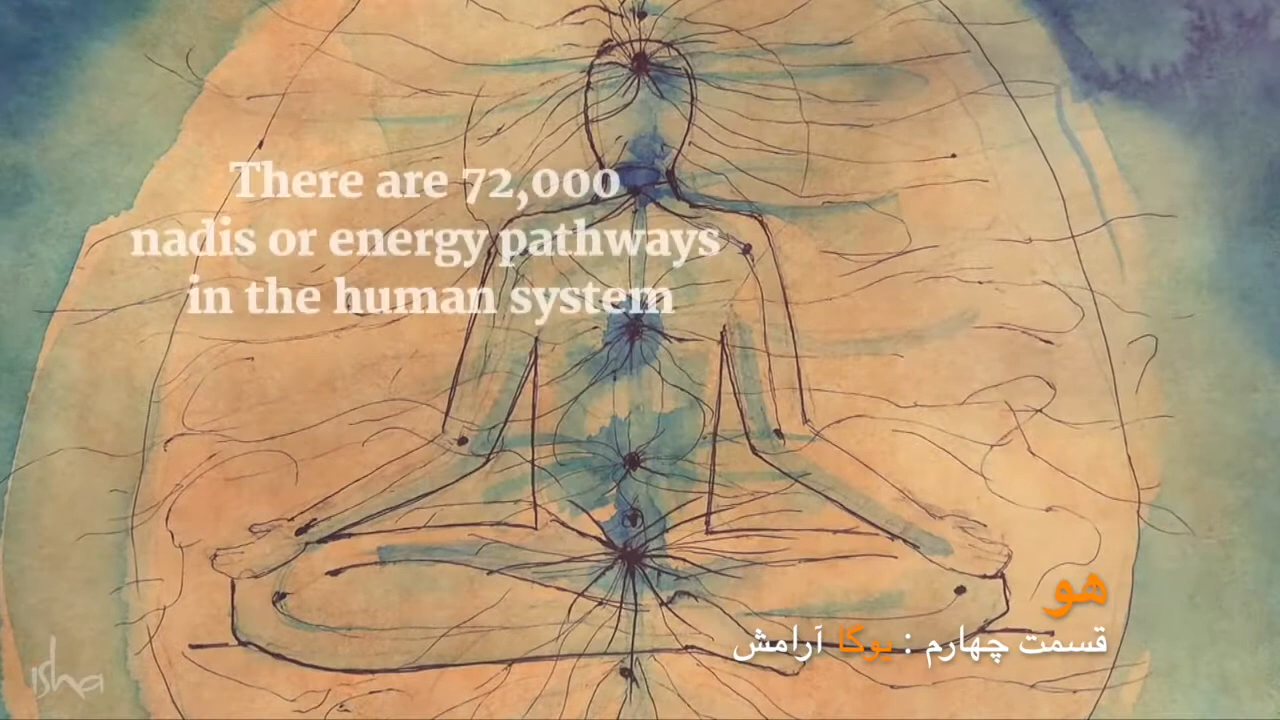 There are 72,000
nadis or energy pathways
in the human system
هو
قسمت چهارم : یوگا آرامش
isha